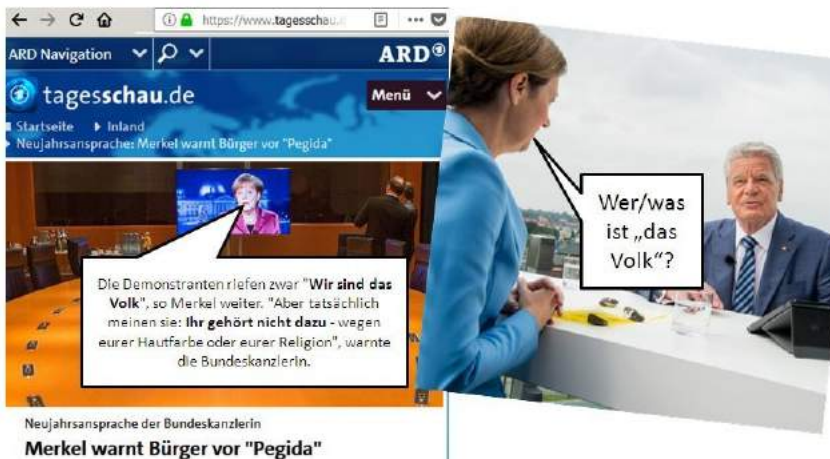 https://www.tagesschau.
ARD Navigation
ARD®
tagesschau.de
Menü
Startseite Inland
Neujahrsansprache: Merkel warnt Bürger vor "Pegida"
Die Demonstranten riefen zwar "Wir sind das
Volk", so Merkel weiter. "Aber tatsächlich
meinen sie: Ihr gehört nicht dazu - wegen
eurer Hautfarbe oder eurer Religion", warnte
die Bundeskanzlerin.
Neujahrsansprache der Bundeskanzlerin
Merkel warnt Bürger vor "Pegida"
Wer/was
ist „das
Volk“?